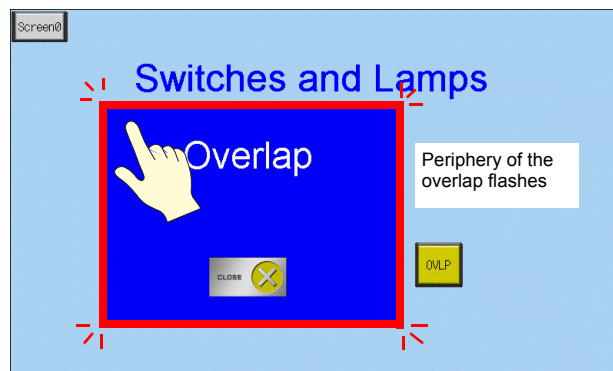 Screen0
Switches and Lamps
Overlap
Periphery of the
overlap flashes
CLOSE
OVLP